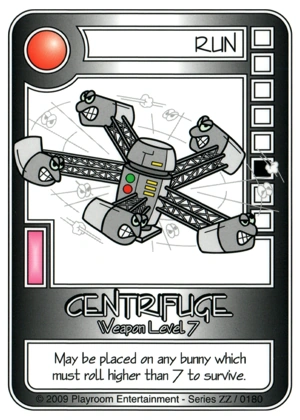 RUN
CENTRIFUGE
Weapon Level 7
May be placed on any bunny which
must roll higher than 7 to survive.
© 2009 Playroom Entertainment - Series ZZ / 0180